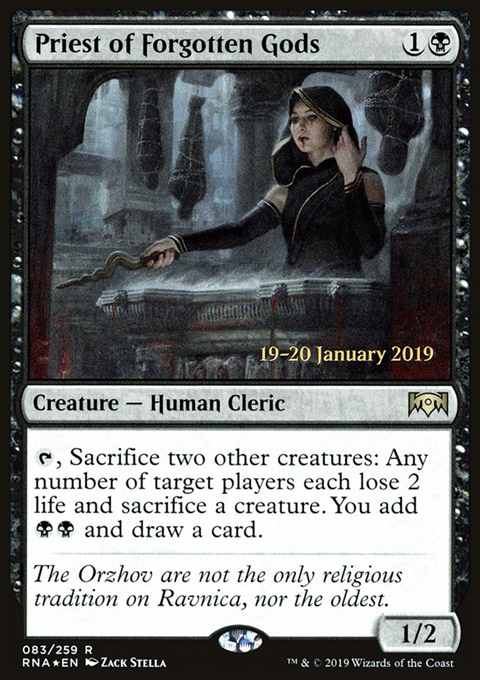 Priest of Forgotten Gods 1
19–20 January 2019
Creature — Human Cleric
, Sacrifice two other creatures: Any
number of target players each lose 2
life and sacrifice a creature. You add
and draw a card.
The Orzhov are not the only religious
tradition on Ravnica, nor the oldest.
1/2
083/259 R
RNA★EN Zack Stella
™ & © 2019 Wizards of the Coast